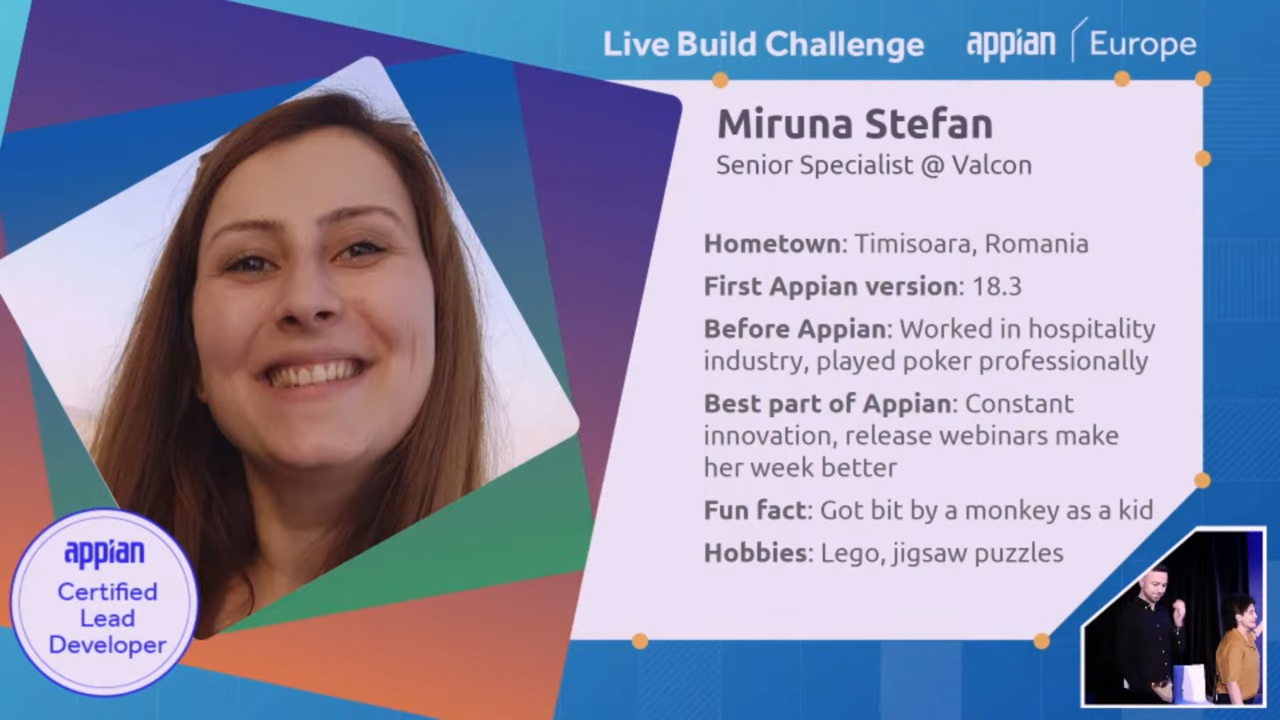 Live Build Challenge
appian Europe
Miruna Stefan
Senior Specialist @ Valcon
Hometown: Timisoara, Romania
First Appian version: 18.3
Before Appian: Worked in hospitality
industry, played poker professionally
Best part of Appian: Constant
innovation, release webinars make
her week better
Fun fact: Got bit by a monkey as a kid
Hobbies: Lego, jigsaw puzzles
appian
Certified
Lead
Developer